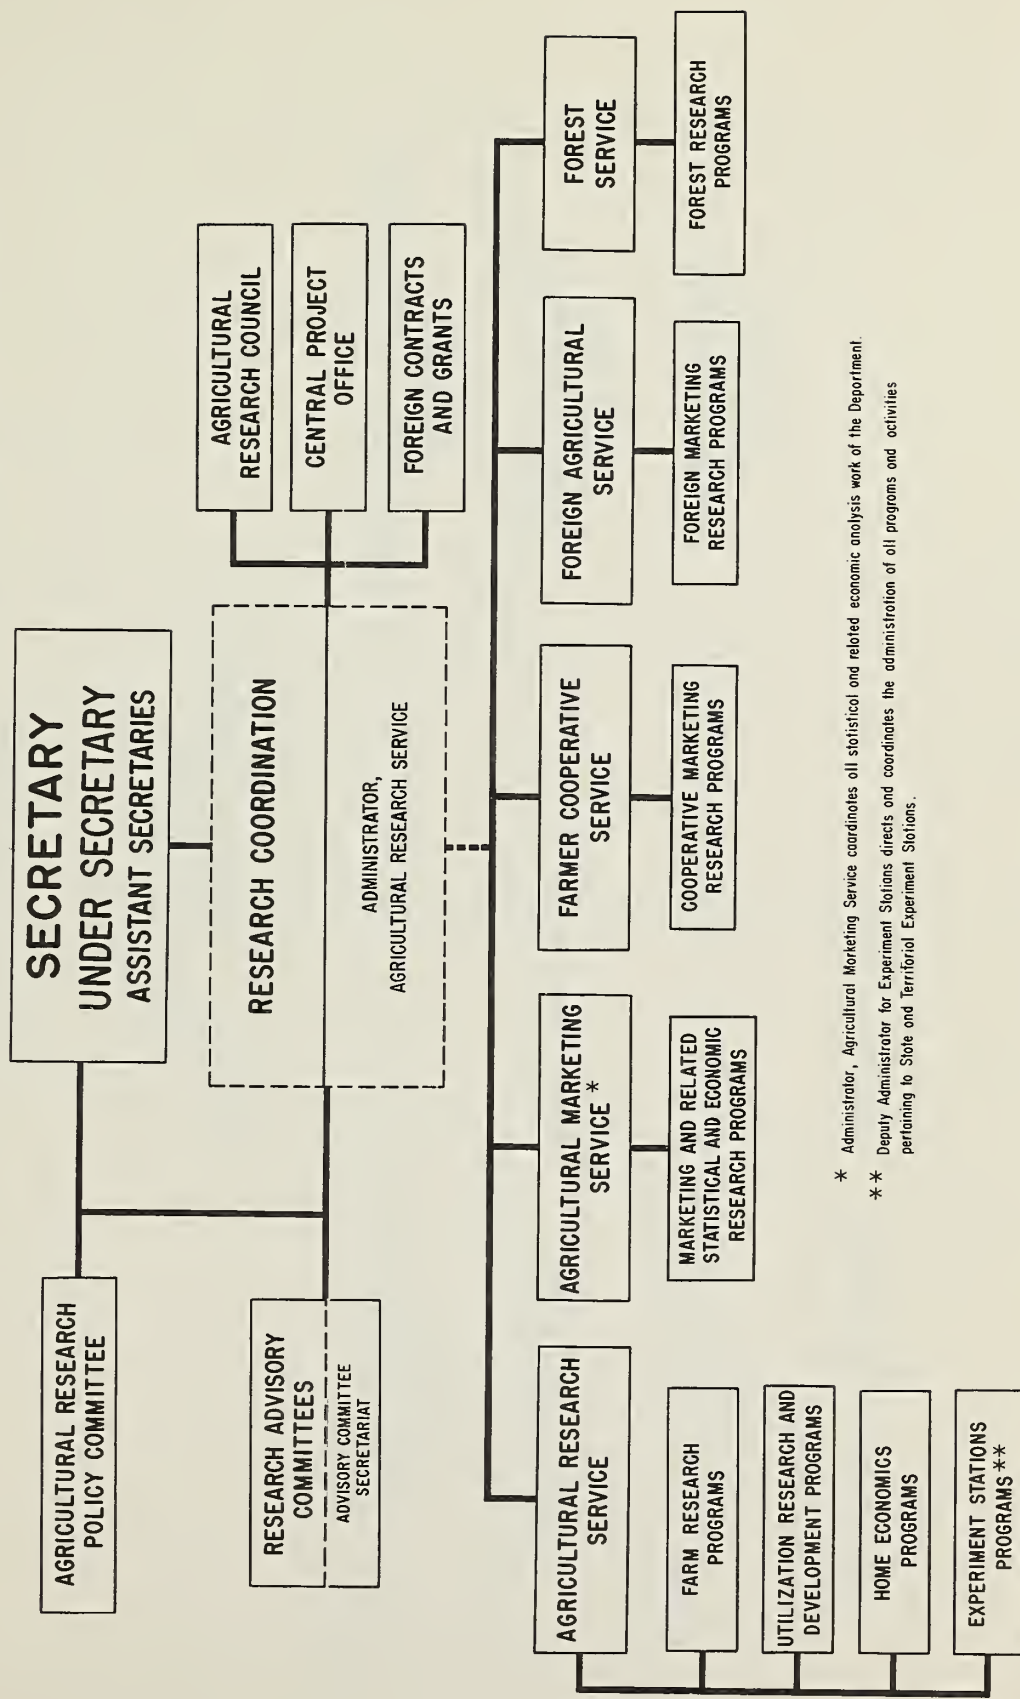 SECRETARY
UNDER SECRETARY
ASSISTANT SECRETARIES
AGRICULTURAL RESEARCH
POLICY COMMITTEE
RESEARCH ADVISORY
COMMITTEES
ADVISORY COMMITTEE
SECRETARIAT
RESEARCH COORDINATION
ADMINISTRATOR,
AGRICULTURAL RESEARCH SERVICE
AGRICULTURAL
RESEARCH COUNCIL
CENTRAL PROJECT
OFFICE
FOREIGN CONTRACTS
AND GRANTS
AGRICULTURAL RESEARCH
SERVICE
FARM RESEARCH
PROGRAMS
UTILIZATION RESEARCH AND
DEVELOPMENT PROGRAMS
HOME ECONOMICS
PROGRAMS
EXPERIMENT STATIONS
PROGRAMS**
AGRICULTURAL MARKETING
SERVICE *
MARKETING AND RELATED
STATISTICAL AND ECONOMIC
RESEARCH PROGRAMS
FARMER COOPERATIVE
SERVICE
COOPERATIVE MARKETING
RESEARCH PROGRAMS
FOREIGN AGRICULTURAL
SERVICE
FOREIGN MARKETING
RESEARCH PROGRAMS
FOREST
SERVICE
FOREST RESEARCH
PROGRAMS
* Administrator, Agricultural Marketing Service coordinates all statistical and related economic analysis work of the Department.
** Deputy Administrator for Experiment Stations directs and coordinates the administration of all programs and activities
pertaining to State and Territorial Experiment Stations.